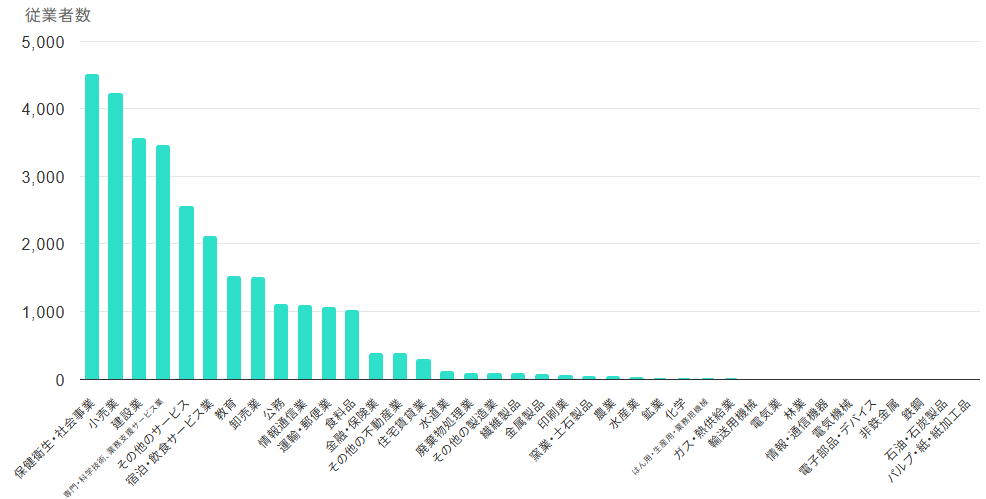 従業者数
5,000
4,000
3,000
2,000
1,000
0
保健衛生・社会事業
小売業
建設業
専門・科学技術、業務支援サービス業
その他のサービス
宿泊・飲食サービス業
教育
卸売業
公務
情報通信業
運輸・郵便業
食料品
金融・保険業
その他の不動産業
住宅賃貸業
水道業
廃棄物処理業
その他の製造業
繊維製品
金属製品
印刷業
窯業・土石製品
農業
水産業
鉱業
化学
はん用・生産用・業務用機械
ガス・熱供給業
輸送用機械
電気業
林業
情報・通信機器
電気機械
電子部品・デバイス
非鉄金属
鉄鋼
石油・石炭製品
パルプ・紙・紙加工品